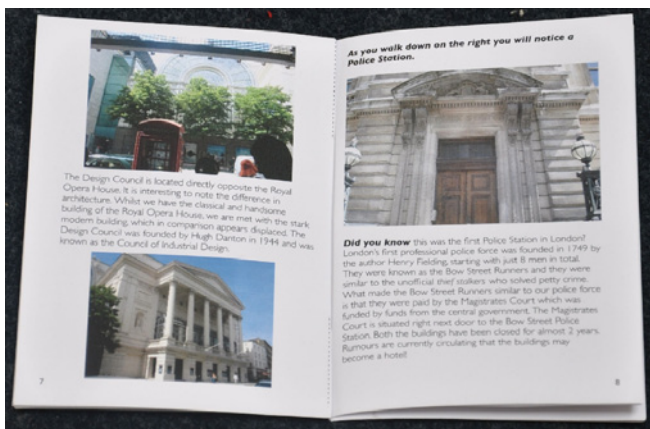 The Design Council is located directly opposite the Royal
Opera House. It is interesting to note the difference in
architecture. Whilst we have the classical and handsome
building of the Royal Opera House, we are met with the stark
modern building, which in comparison appears displaced. The
Design Council was founded by Hugh Danton in 1944 and was
known as the Council of Industrial Design.
7
As you walk down on the right you will notice a
Police Station.
Did you know this was the first Police Station in London?
London's first professional police force was founded in 1749 by
the author Henry Fielding, starting with just 8 men in total.
They were known as the Bow Street Runners and they were
similar to the unofficial thief stalkers who solved petty crime.
What made the Bow Street Runners similar to our police force
is that they were paid by the Magistrates Court which was
funded by funds from the central government. The Magistrates
Court is situated right next door to the Bow Street Police
Station. Both the buildings have been closed for almost 2 years.
Rumours are currently circulating that the buildings may
become a hotel!
8